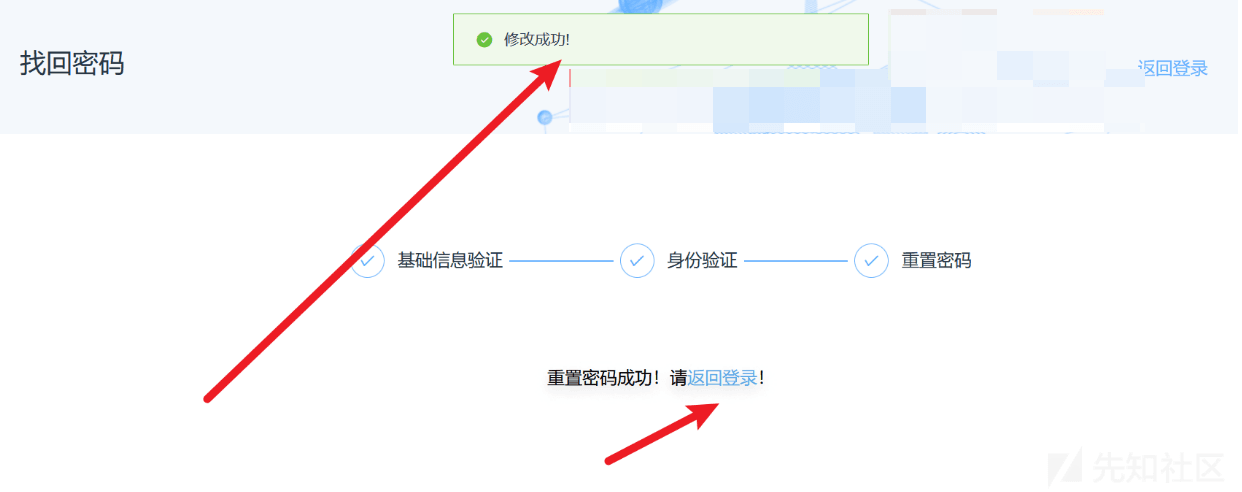 修改成功!
找回密码
返回登录
基础信息验证
身份验证
重置密码
重置密码成功！请返回登录！
先知社区